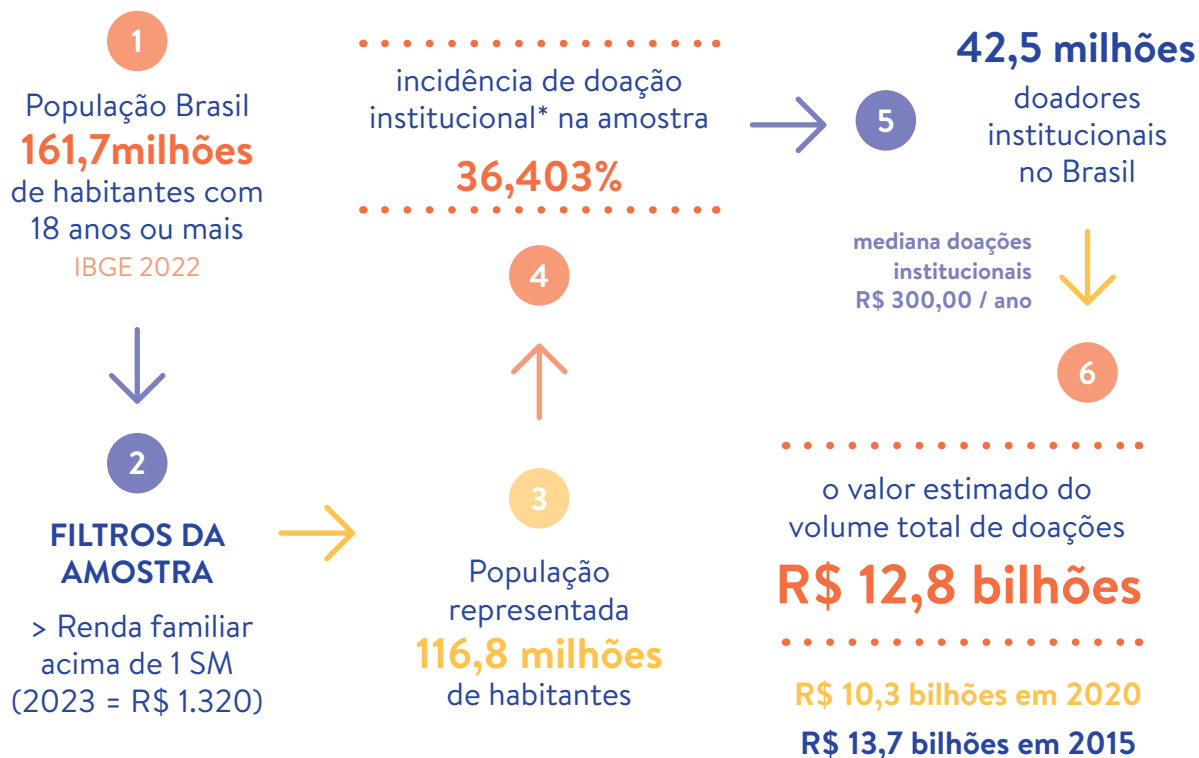 1
População Brasil
161,7milhões
de habitantes com
18 anos ou mais
IBGE 2022
2
FILTROS DA
AMOSTRA
> Renda familiar
acima de 1 SM
(2023 = R$ 1.320)
3
População
representada
116,8 milhões
de habitantes
4
incidência de doação
institucional* na amostra
36,403%
5
42,5 milhões
doadores
institucionais
no Brasil
mediana doações
institucionais
R$ 300,00 / ano
6
o valor estimado do
volume total de doações
R$ 12,8 bilhões
R$ 10,3 bilhões em 2020
R$ 13,7 bilhões em 2015